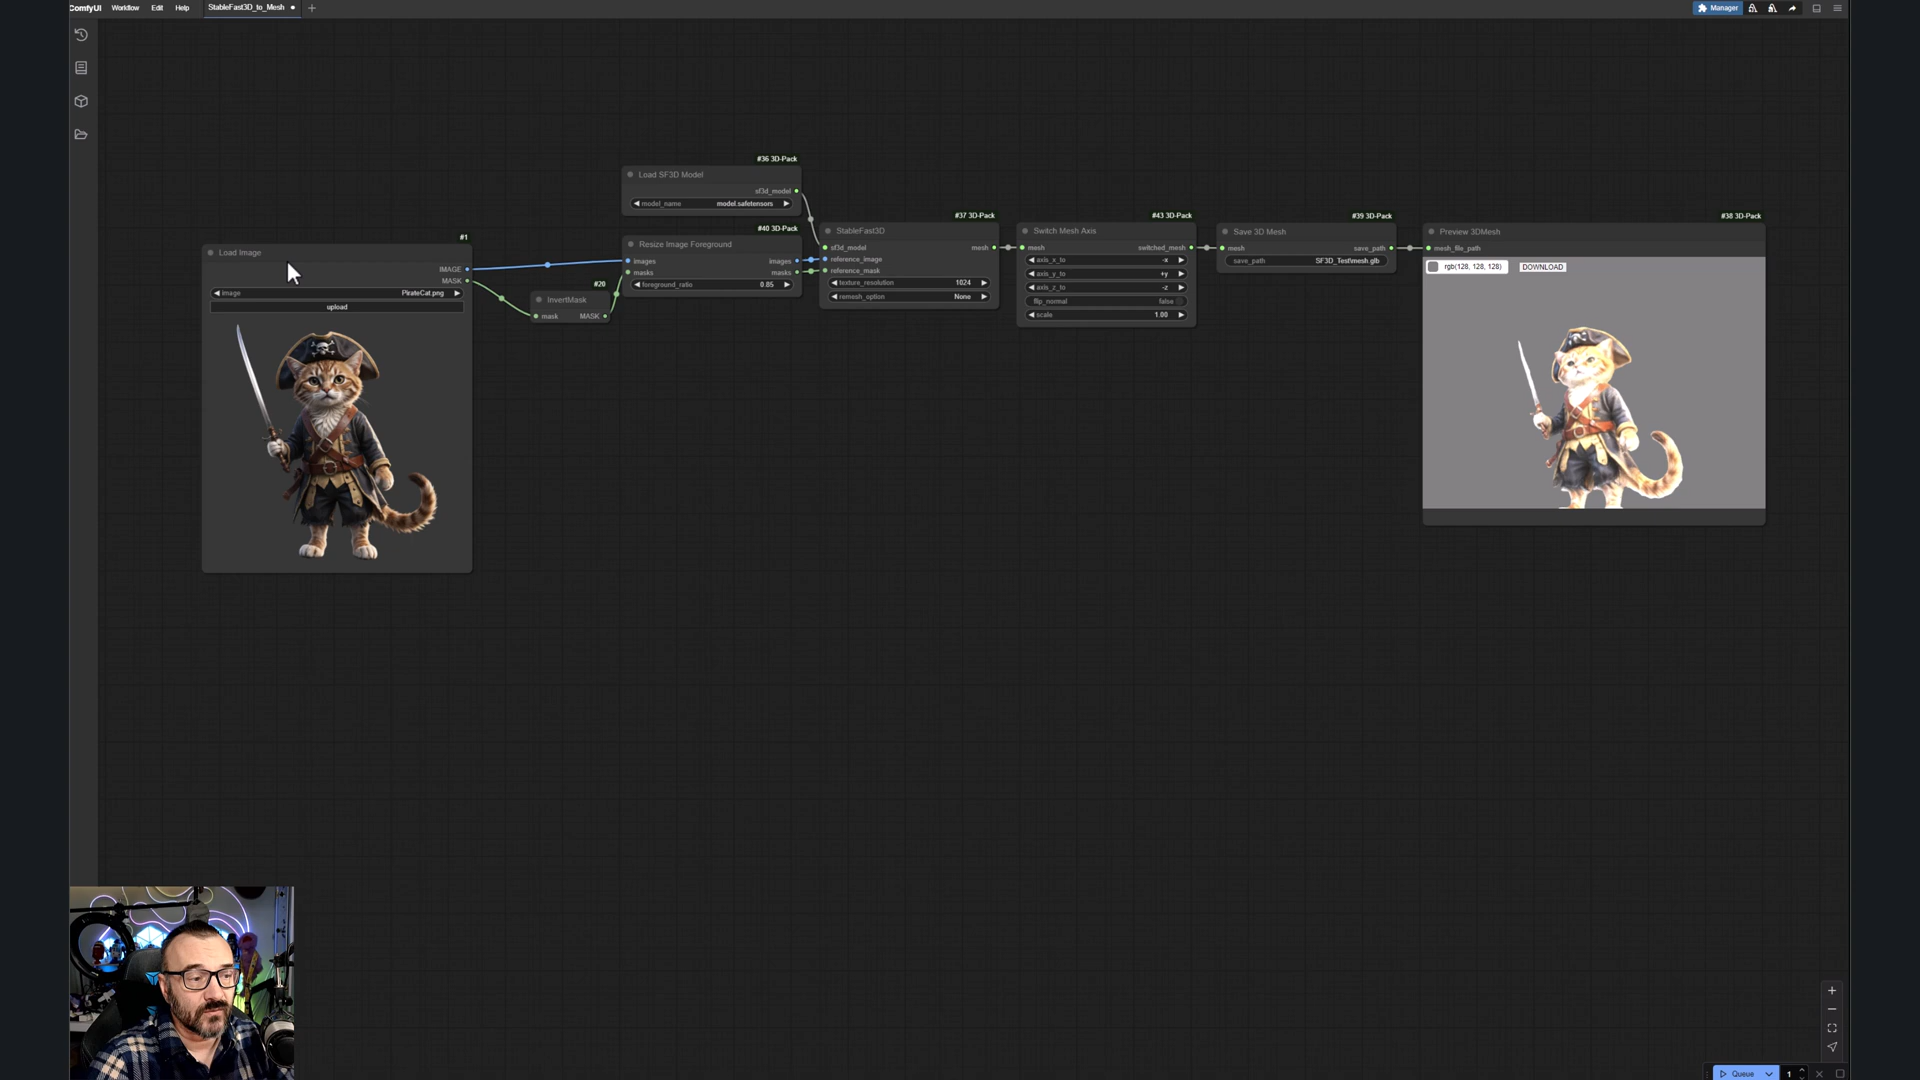 ComfyUI Workflow Edit Help StableFast3D_to_Mesh
Manager
#36 3D-Pack
Load SF3D Model
sf3d_model
model_name model.safetensors
#1
Load Image
IMAGE
MASK
image PirateCat.png
upload
#20
InvertMask
mask MASK
#40 3D-Pack
Resize Image Foreground
images images
masks masks
foreground_ratio 0.85
#37 3D-Pack
StableFast3D
sf3d_model mesh
reference_image
reference_mask
texture_resolution 1024
remesh_option None
#43 3D-Pack
Switch Mesh Axis
mesh switched_mesh
axis_x_to -x
axis_y_to +y
axis_z_to -z
flip_normal false
scale 1.00
#39 3D-Pack
Save 3D Mesh
mesh save_path
save_path SF3D_Test\mesh.glb
#38 3D-Pack
Preview 3DMesh
mesh_file_path
rgb(128, 128, 128) DOWNLOAD
Queue 1